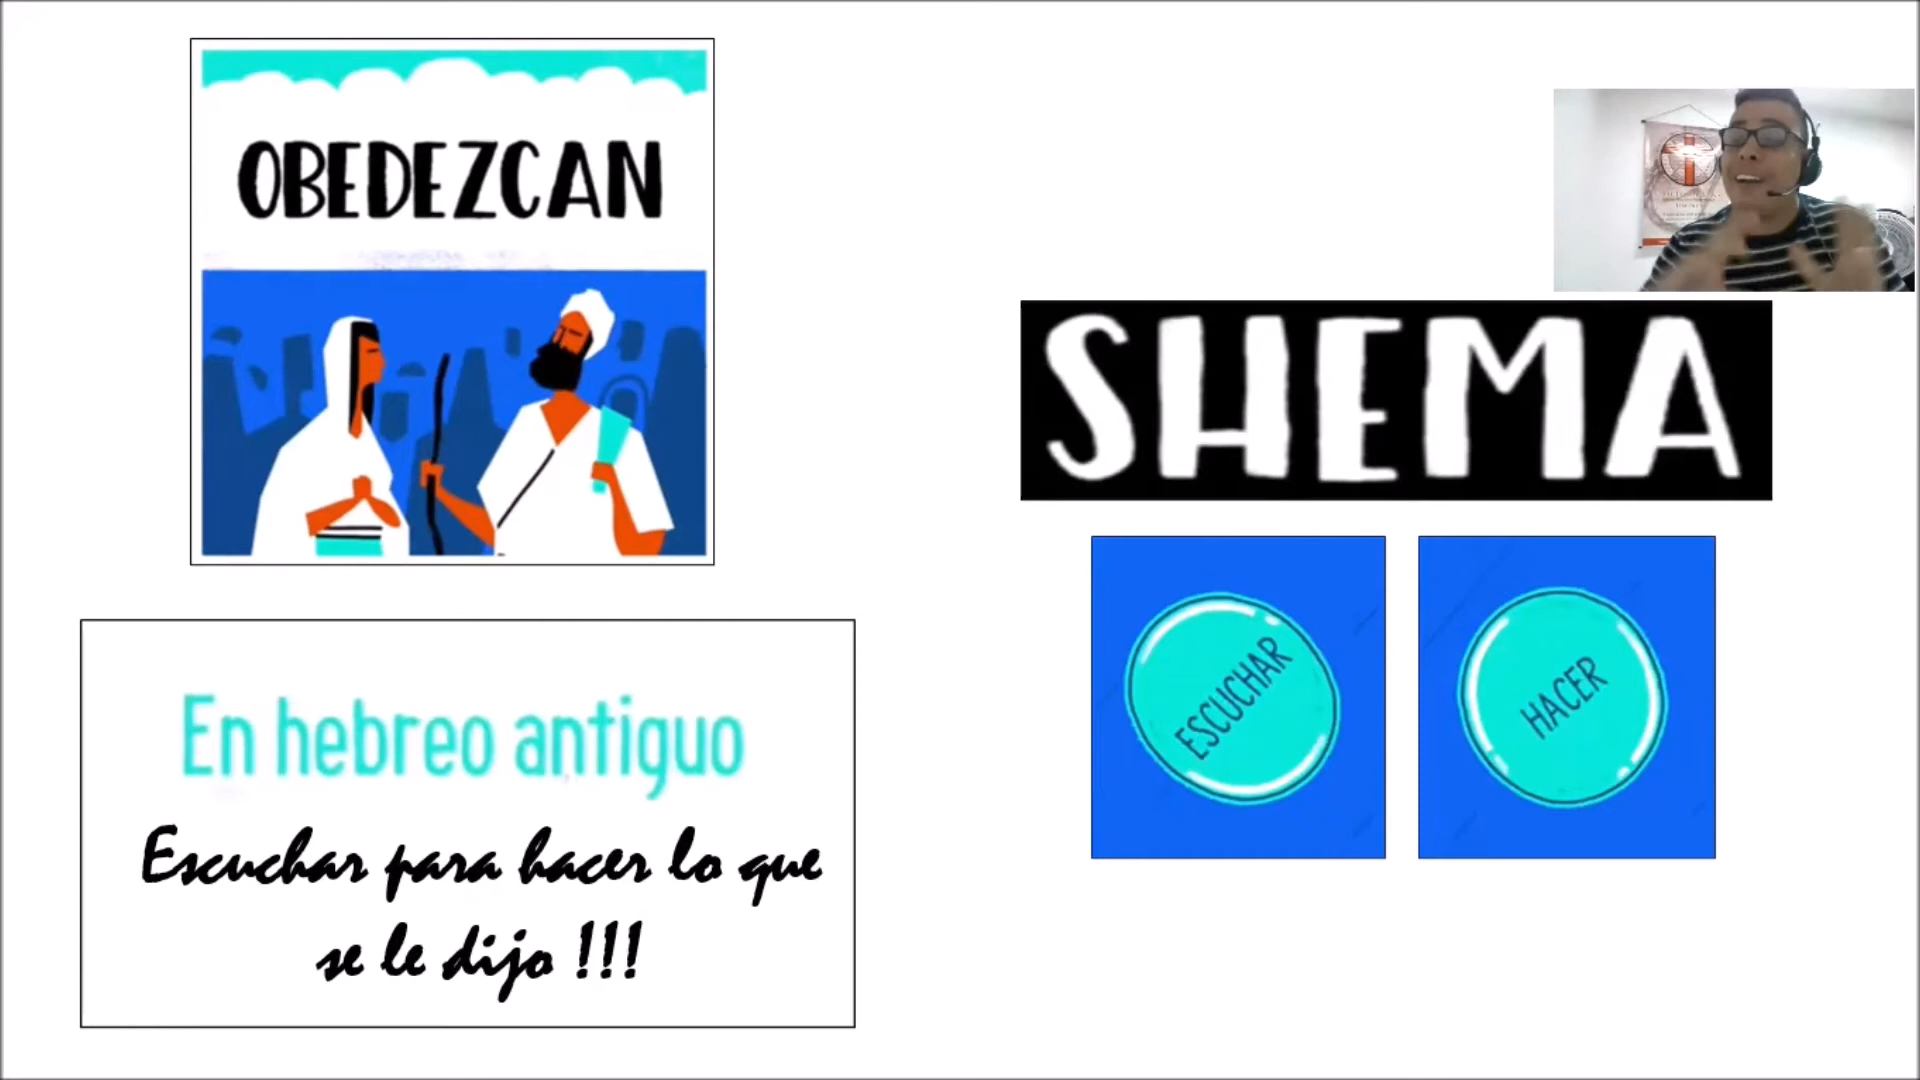 OBEDEZCAN
SHEMA
ESCUCHAR
HACER
En hebreo antiguo
Escuchar para hacer lo que
se le dijo !!!